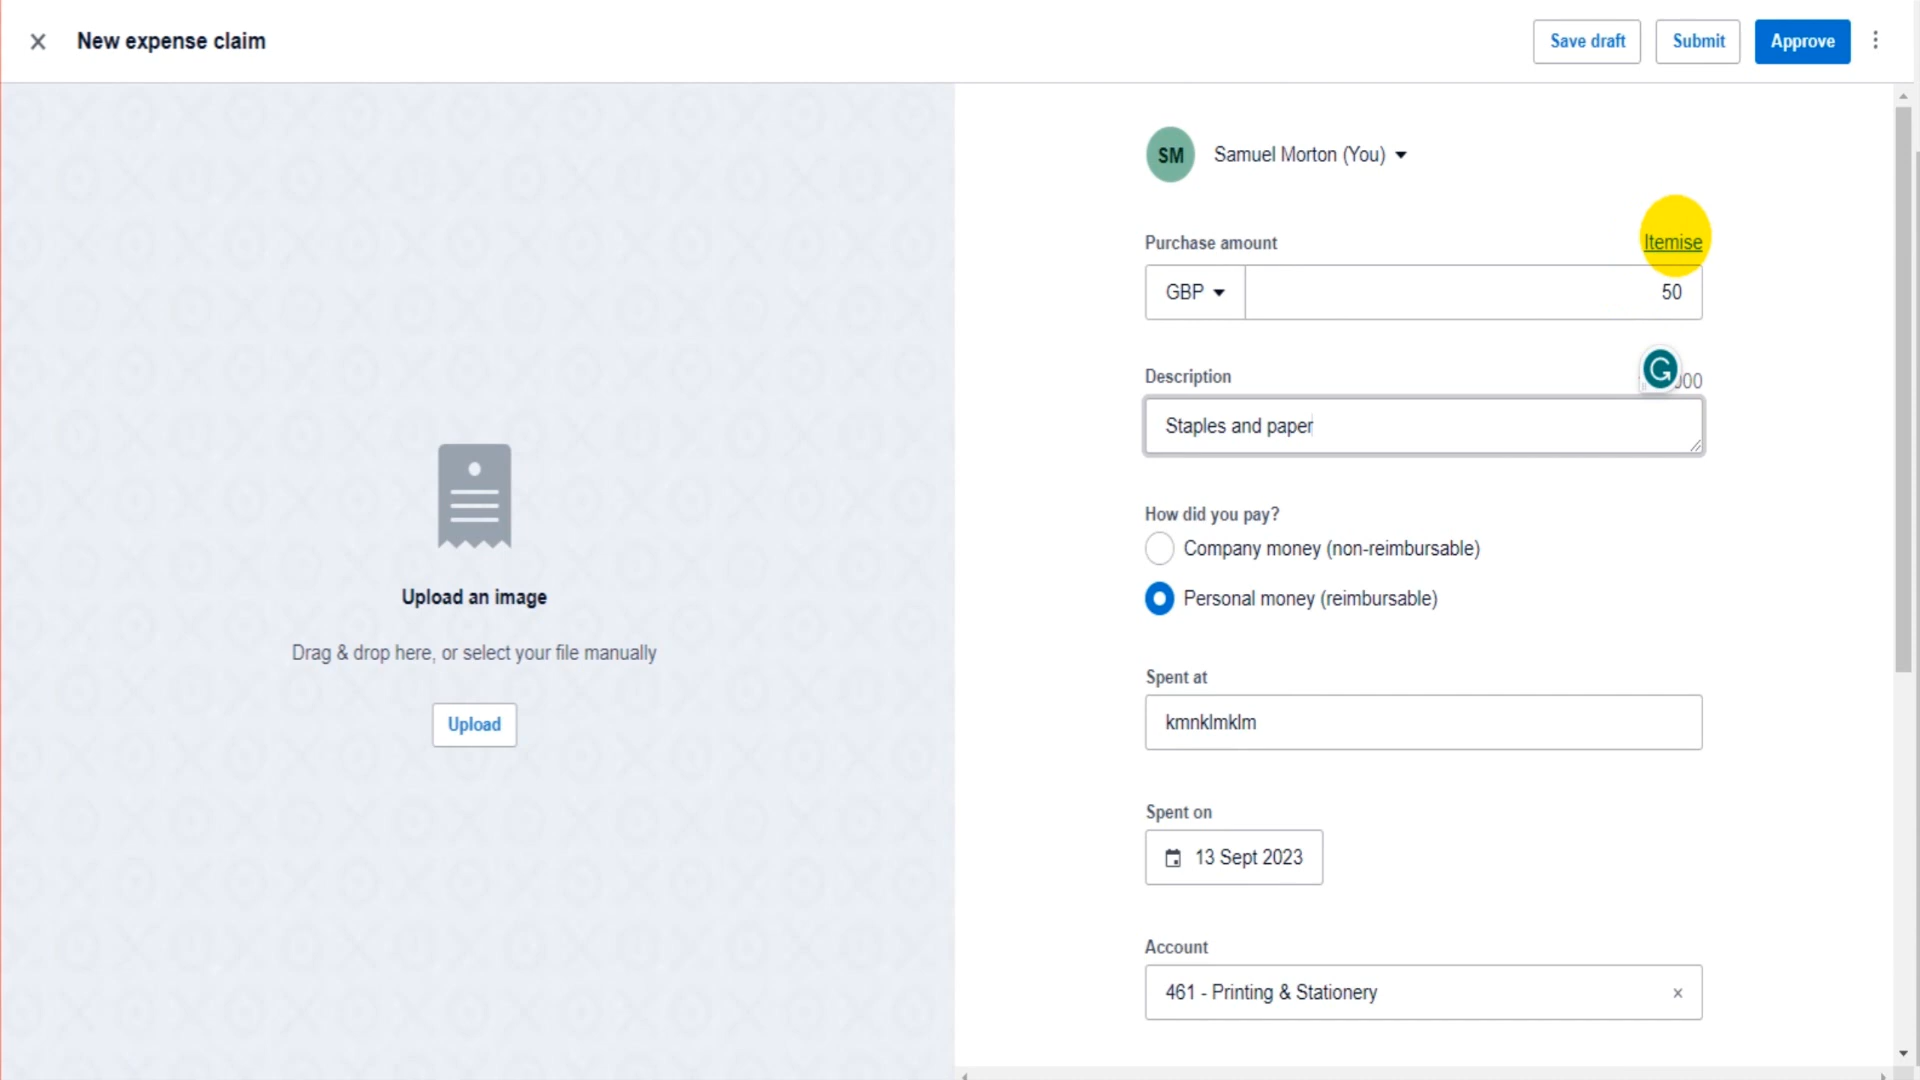 New expense claim
Save draft
Submit
Approve
SM
Samuel Morton (You)
Purchase amount
Itemise
GBP
50
Description
Staples and paper
How did you pay?
Company money (non-reimbursable)
Personal money (reimbursable)
Spent at
kmnklmklm
Spent on
13 Sept 2023
Account
461 - Printing & Stationery
Upload an image
Drag & drop here, or select your file manually
Upload